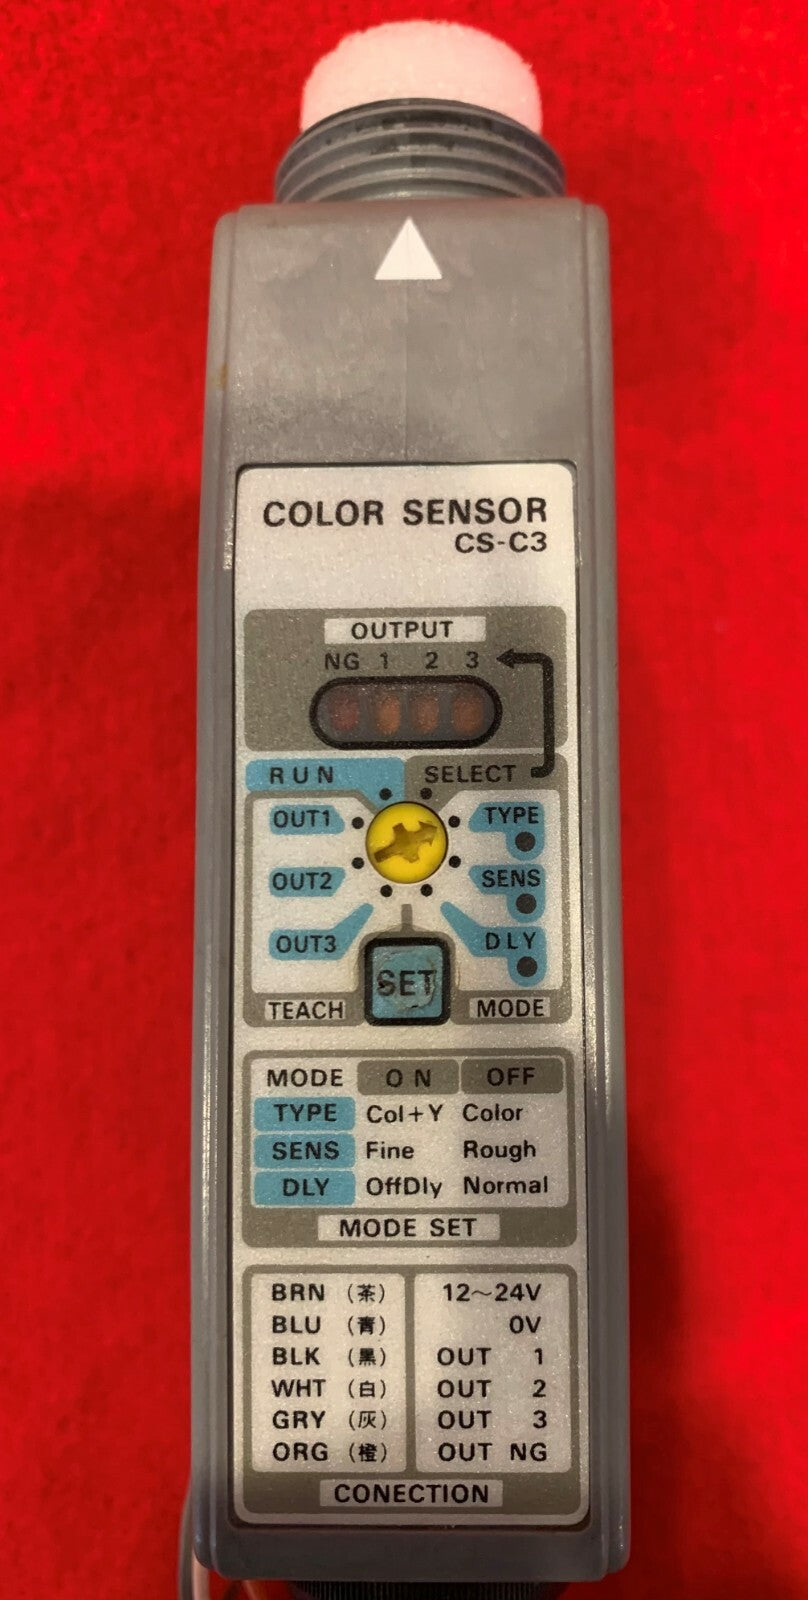 COLOR SENSOR
CS-C3
OUTPUT
NG 1 2 3
RUN SELECT
OUT1 TYPE
OUT2 SENS
OUT3 DLY
SET
TEACH MODE
MODE ON OFF
TYPE Col+Y Color
SENS Fine Rough
DLY OffDly Normal
MODE SET
BRN (茶) 12~24V
BLU (青) 0V
BLK (黒) OUT 1
WHT (白) OUT 2
GRY (灰) OUT 3
ORG (橙) OUT NG
CONECTION